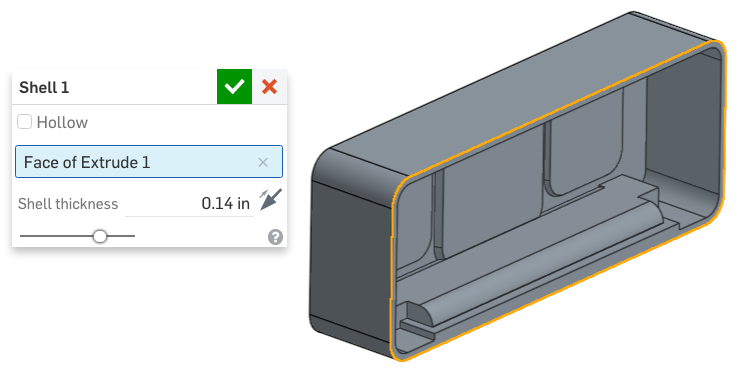 Shell 1
Hollow
Face of Extrude 1
Shell thickness 0.14 in
?